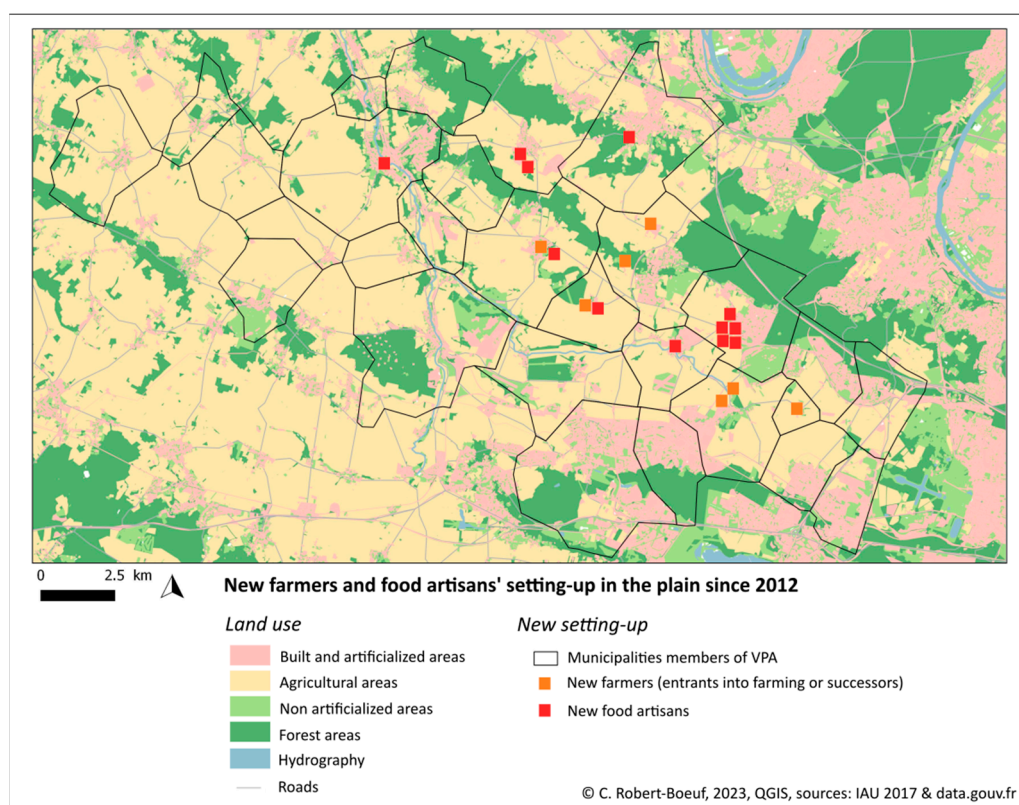 0 2.5 km
New farmers and food artisans' setting-up in the plain since 2012
Land use
Built and artificialized areas
Agricultural areas
Non artificialized areas
Forest areas
Hydrography
Roads
New setting-up
Municipalities members of VPA
New farmers (entrants into farming or successors)
New food artisans
© C. Robert-Boeuf, 2023, QGIS, sources: IAU 2017 & data.gouv.fr